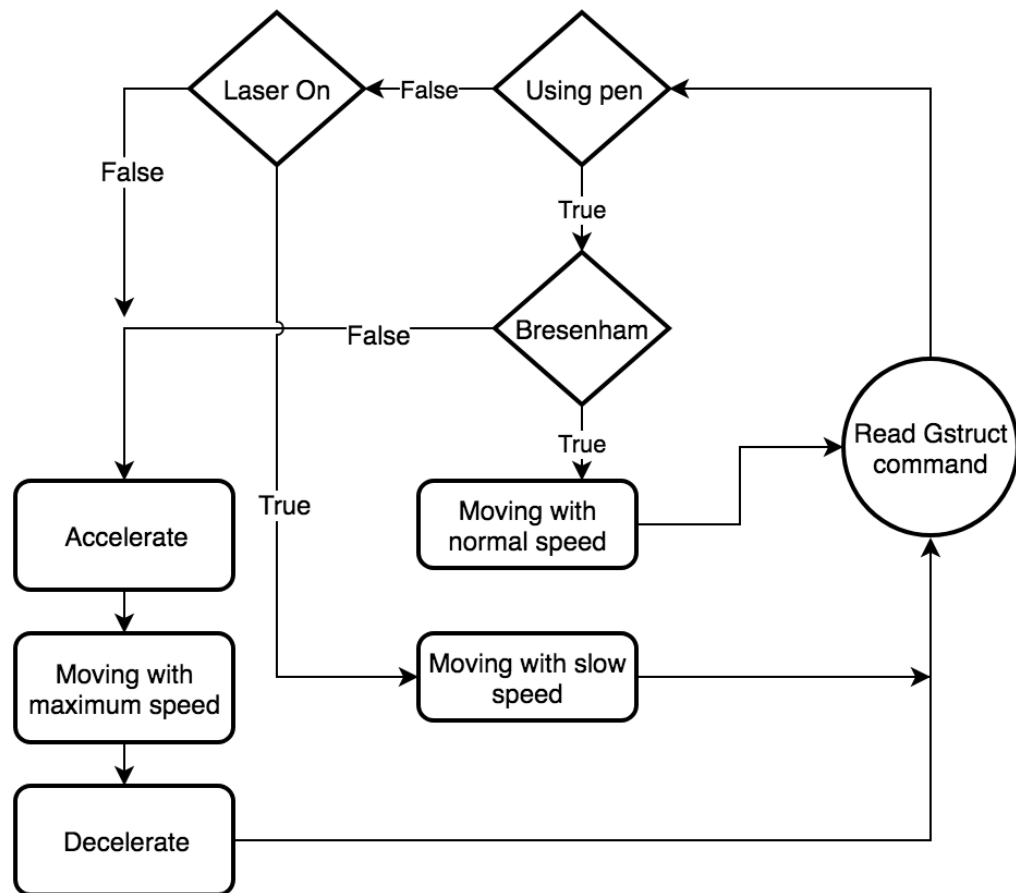 Laser On
False
Using pen
False
True
Bresenham
False
True
Read Gstruct
command
True
Moving with
normal speed
Accelerate
Moving with
maximum speed
Moving with slow
speed
Decelerate